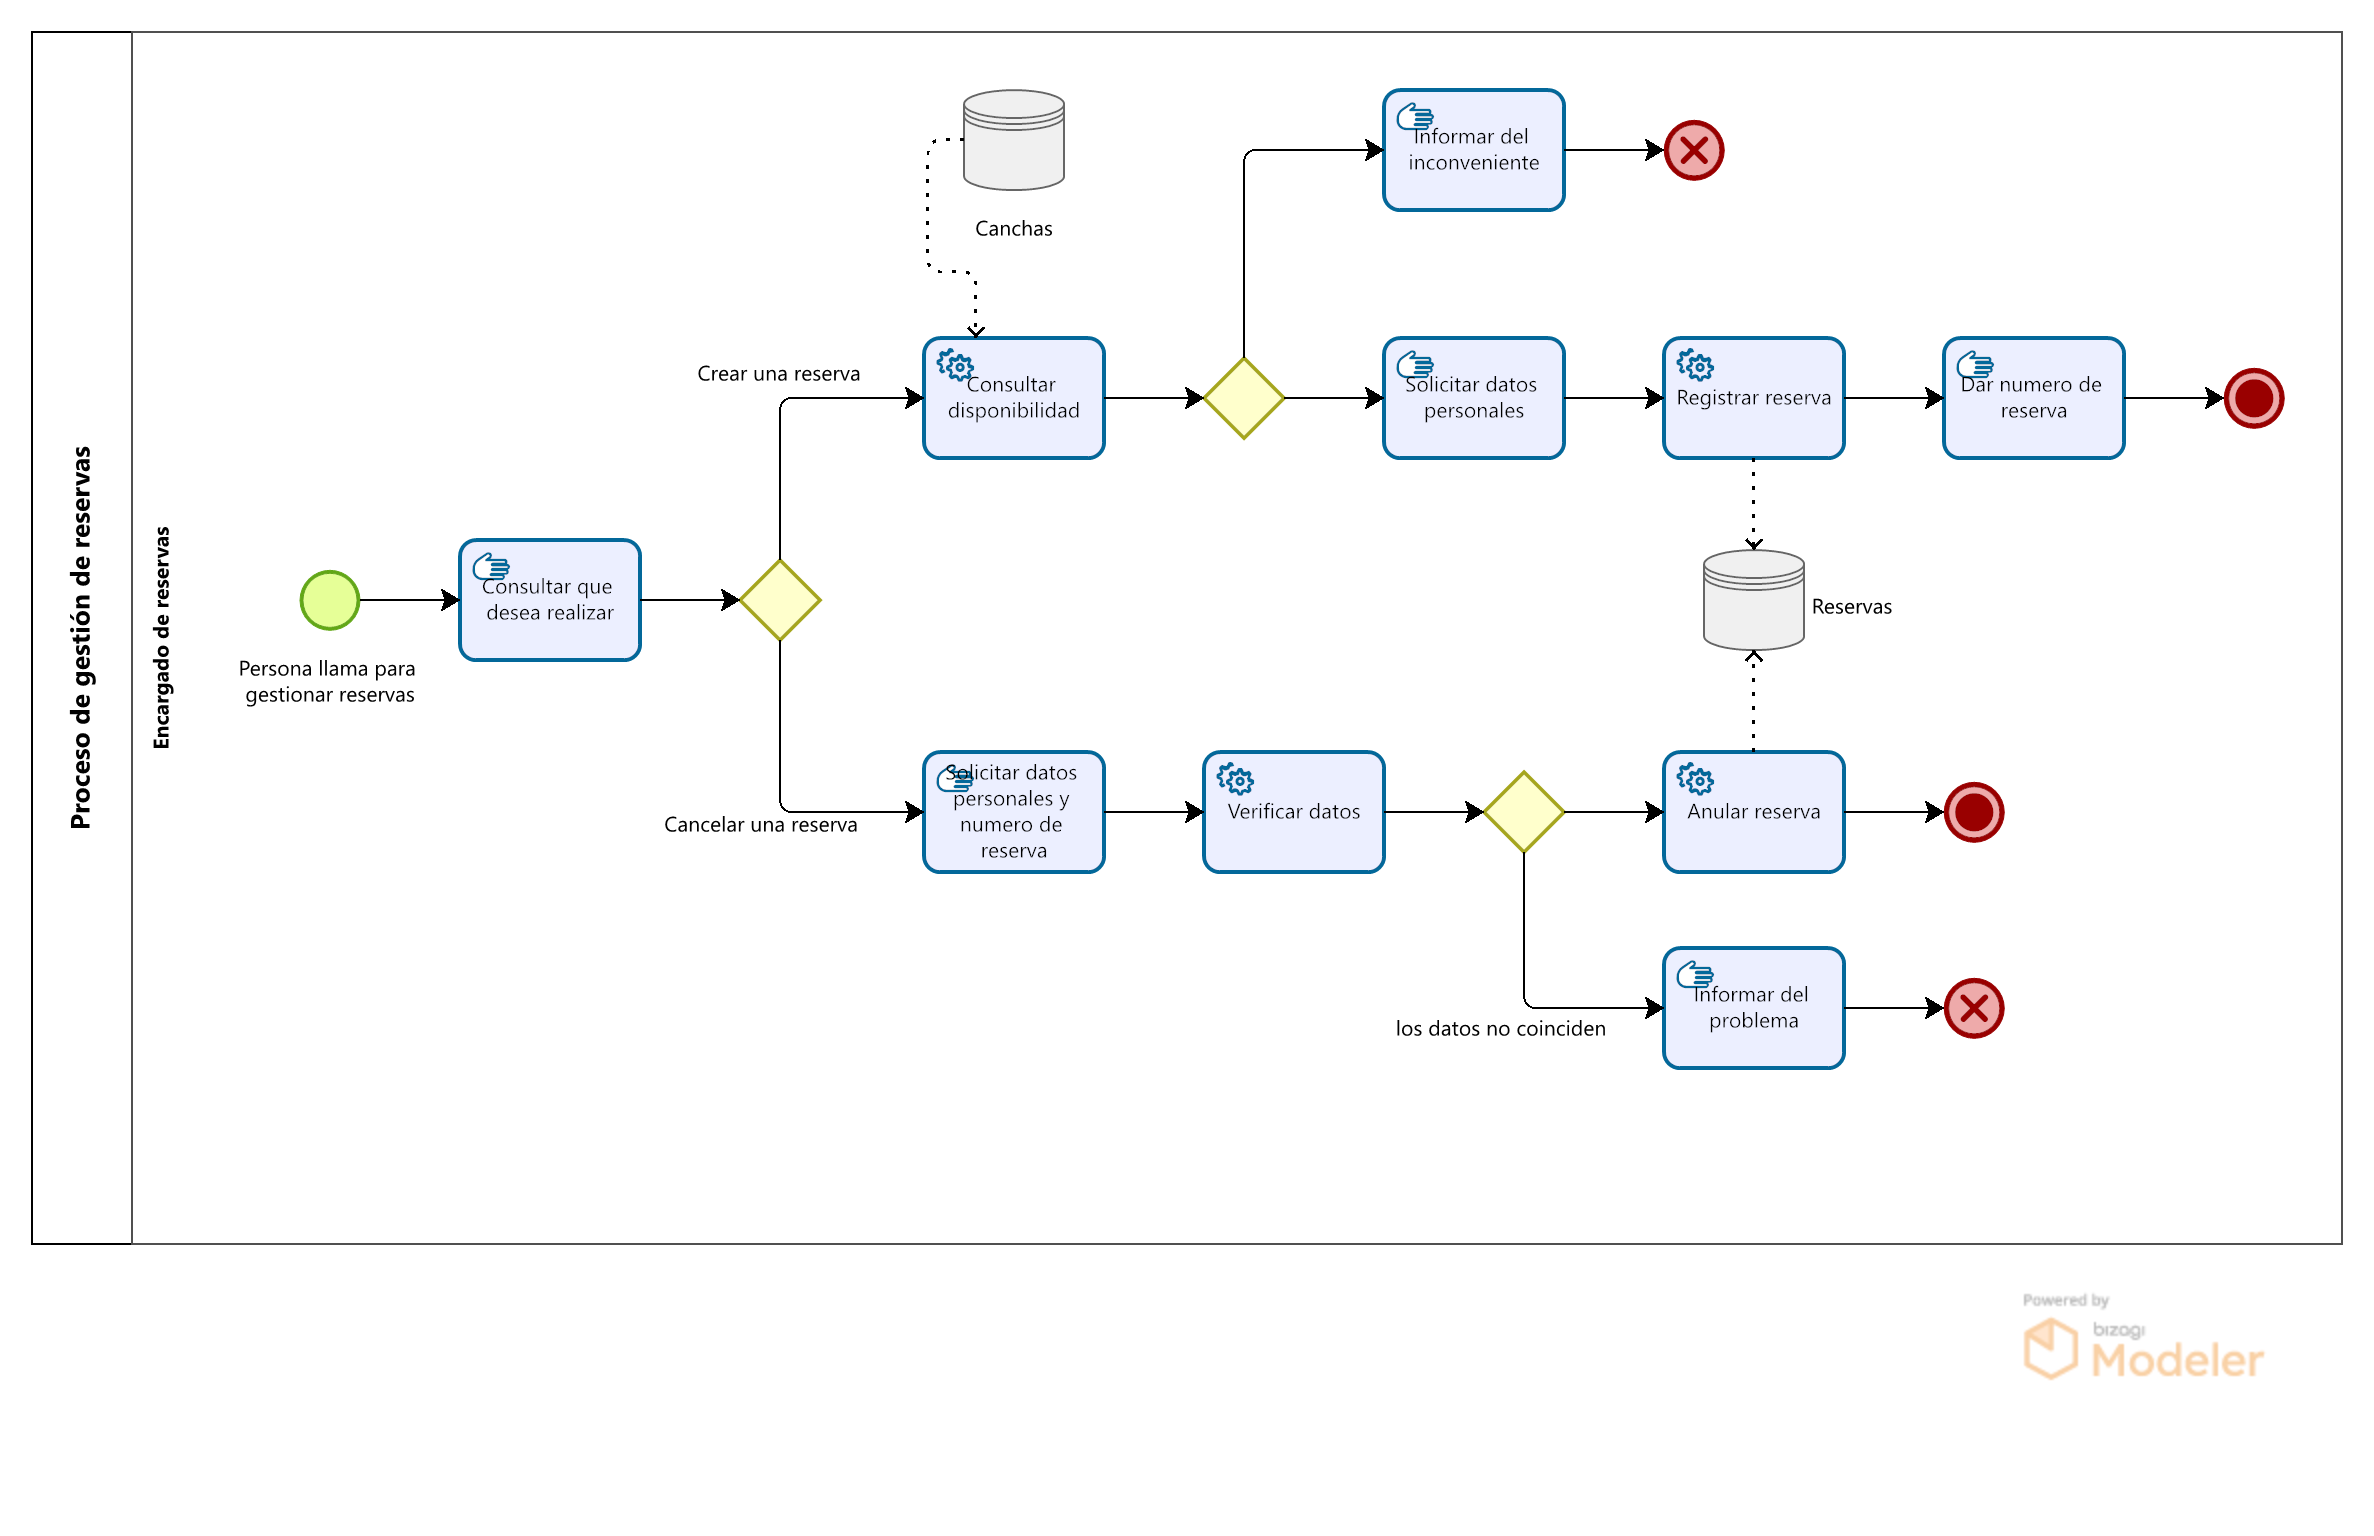 Proceso de gestión de reservas
Encargado de reservas
Persona llama para
gestionar reservas
Consultar que
desea realizar
Crear una reserva
Cancelar una reserva
Canchas
Consultar
disponibilidad
Informar del
inconveniente
Solicitar datos
personales
Registrar reserva
Dar numero de
reserva
Reservas
Solicitar datos
personales y
numero de
reserva
Verificar datos
Anular reserva
los datos no coinciden
Informar del
problema
Powered by
bizagi
Modeler